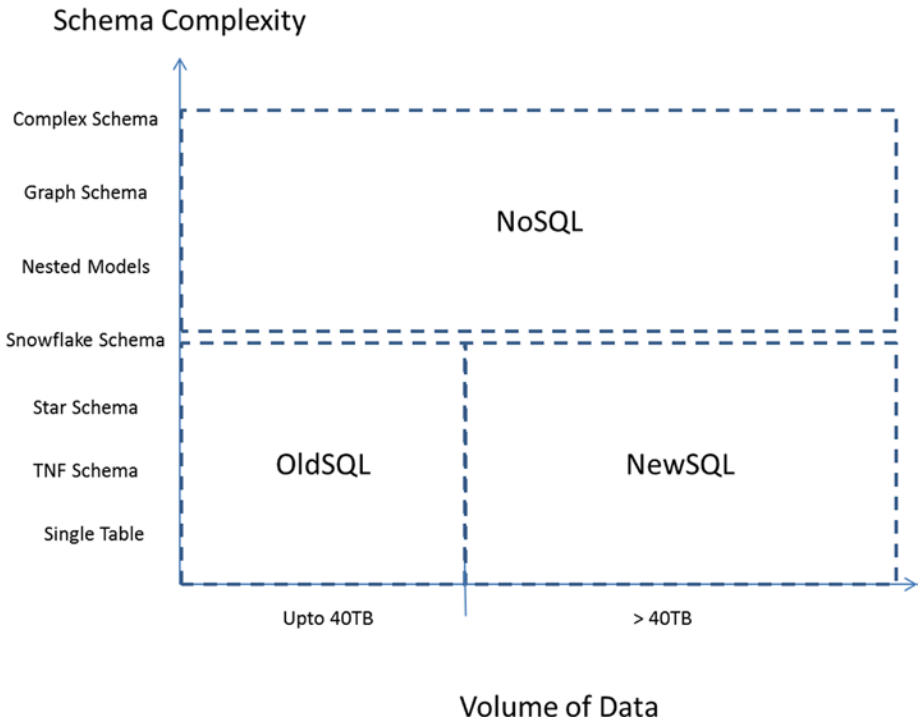 Schema Complexity
Complex Schema
Graph Schema
NoSQL
Nested Models
Snowflake Schema
Star Schema
OldSQL
NewSQL
TNF Schema
Single Table
Upto 40TB
> 40TB
Volume of Data